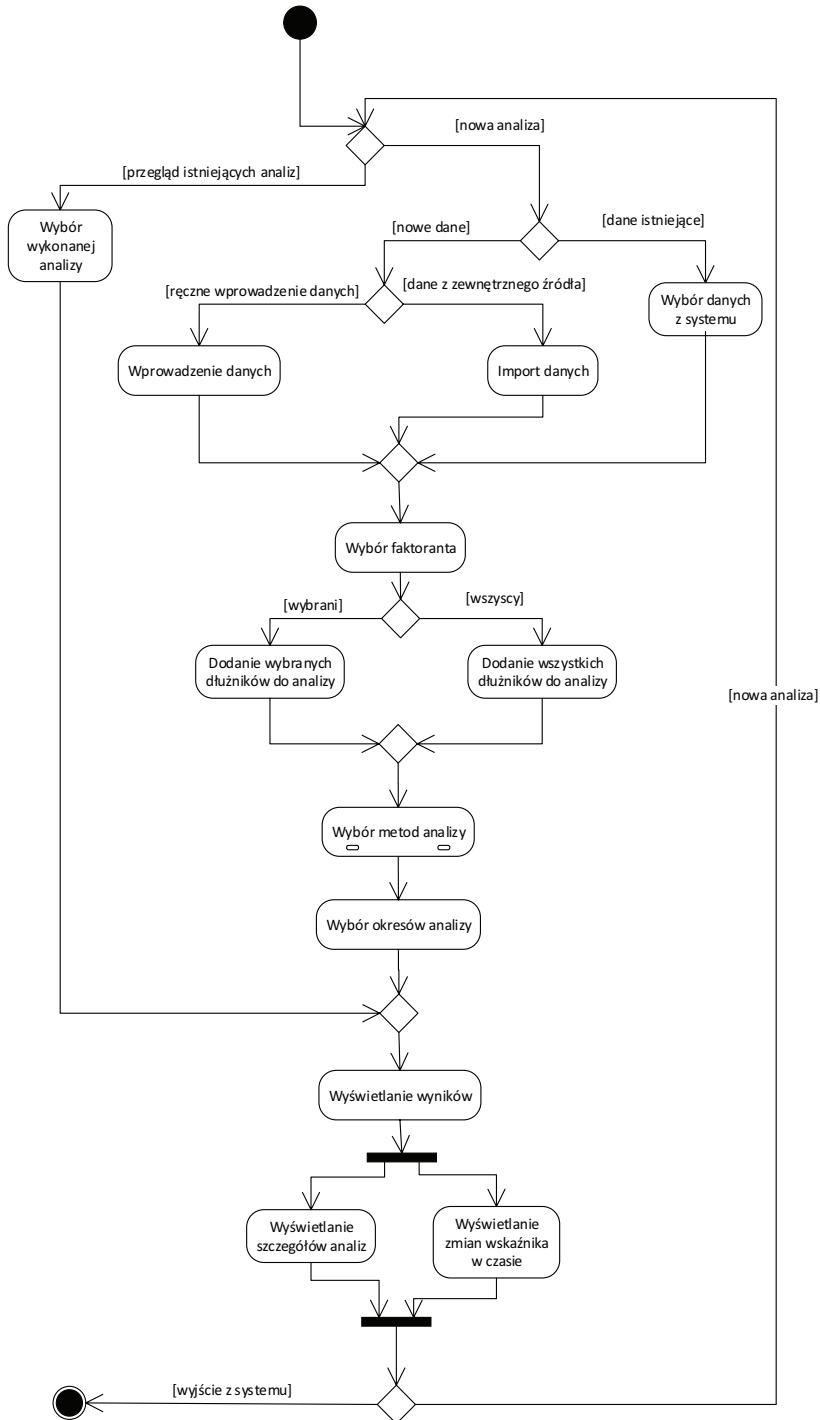 [nowa analiza]
[przegląd istniejących analiz]
Wybór
wykonanej
analizy
[nowe dane]
[dane istniejące]
[ręczne wprowadzenie danych]
[dane z zewnętrznego źródła]
Wybór danych
z systemu
Wprowadzenie danych
Import danych
Wybór faktoranta
[wybrani]
[wszyscy]
Dodanie wybranych
dłużników do analizy
Dodanie wszystkich
dłużników do analizy
[nowa analiza]
Wybór metod analizy
Wybór okresów analizy
Wyświetlanie wyników
Wyświetlanie
szczegółów analiz
Wyświetlanie
zmian wskaźnika
w czasie
[wyjście z systemu]